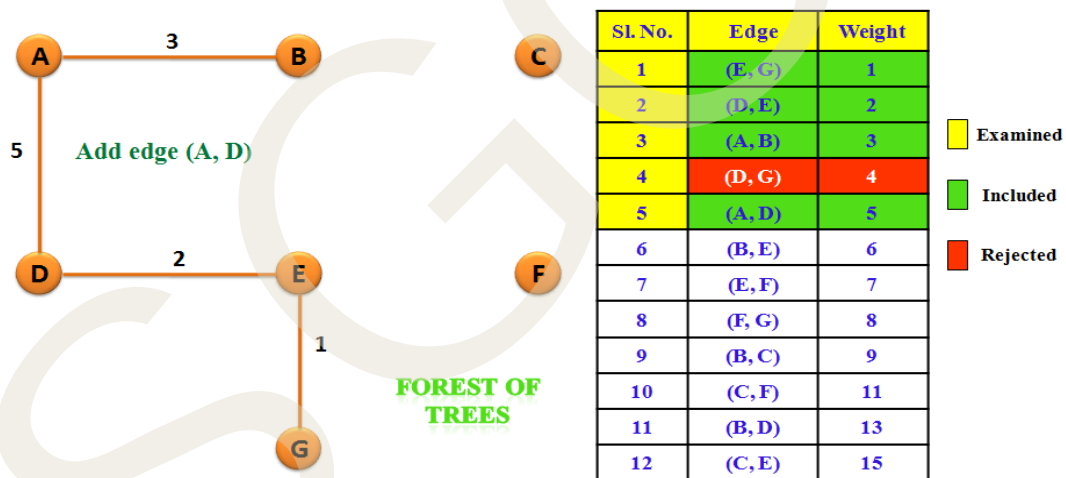 A
3
B
C
5
Add edge (A, D)
D
2
E
F
1
FOREST OF
TREES
G
Sl. No. Edge Weight
1 (E, G) 1
2 (D, E) 2
3 (A, B) 3
4 (D, G) 4
5 (A, D) 5
6 (B, E) 6
7 (E, F) 7
8 (F, G) 8
9 (B, C) 9
10 (C, F) 11
11 (B, D) 13
12 (C, E) 15
Examined
Included
Rejected